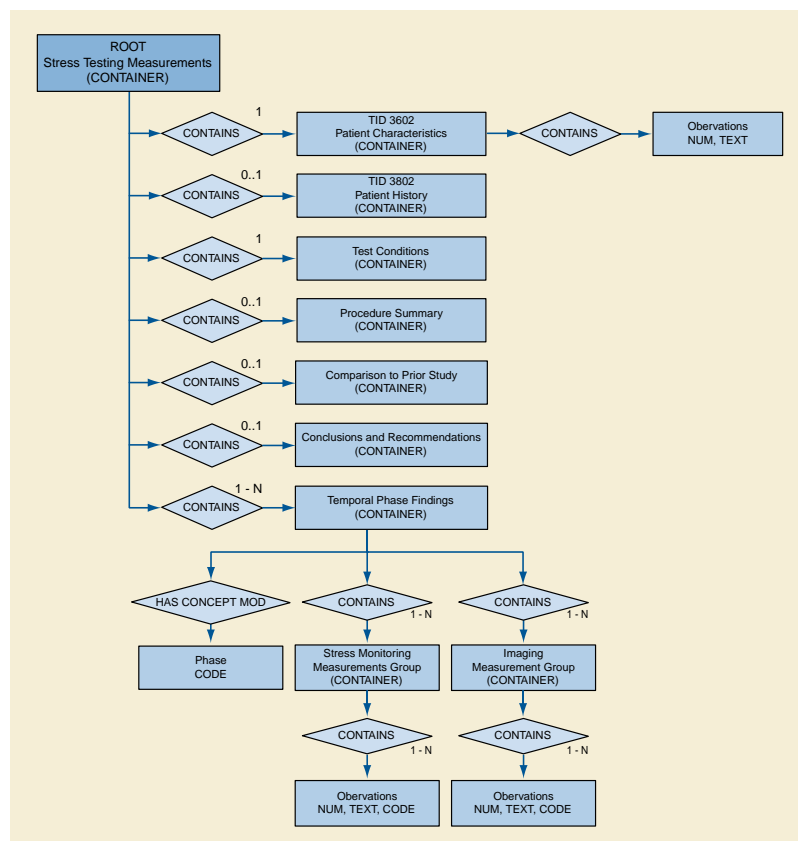 ROOT
Stress Testing Measurements
(CONTAINER)
1
CONTAINS
TID 3602
Patient Characteristics
(CONTAINER)
CONTAINS
Obervations
NUM, TEXT
0..1
CONTAINS
TID 3802
Patient History
(CONTAINER)
1
CONTAINS
Test Conditions
(CONTAINER)
0..1
CONTAINS
Procedure Summary
(CONTAINER)
0..1
CONTAINS
Comparison to Prior Study
(CONTAINER)
0..1
CONTAINS
Conclusions and Recommendations
(CONTAINER)
1 - N
CONTAINS
Temporal Phase Findings
(CONTAINER)
HAS CONCEPT MOD
CONTAINS
1 - N
CONTAINS
1 - N
Phase
CODE
Stress Monitoring
Measurements Group
(CONTAINER)
Imaging
Measurement Group
(CONTAINER)
CONTAINS
1 - N
CONTAINS
1 - N
Obervations
NUM, TEXT, CODE
Obervations
NUM, TEXT, CODE